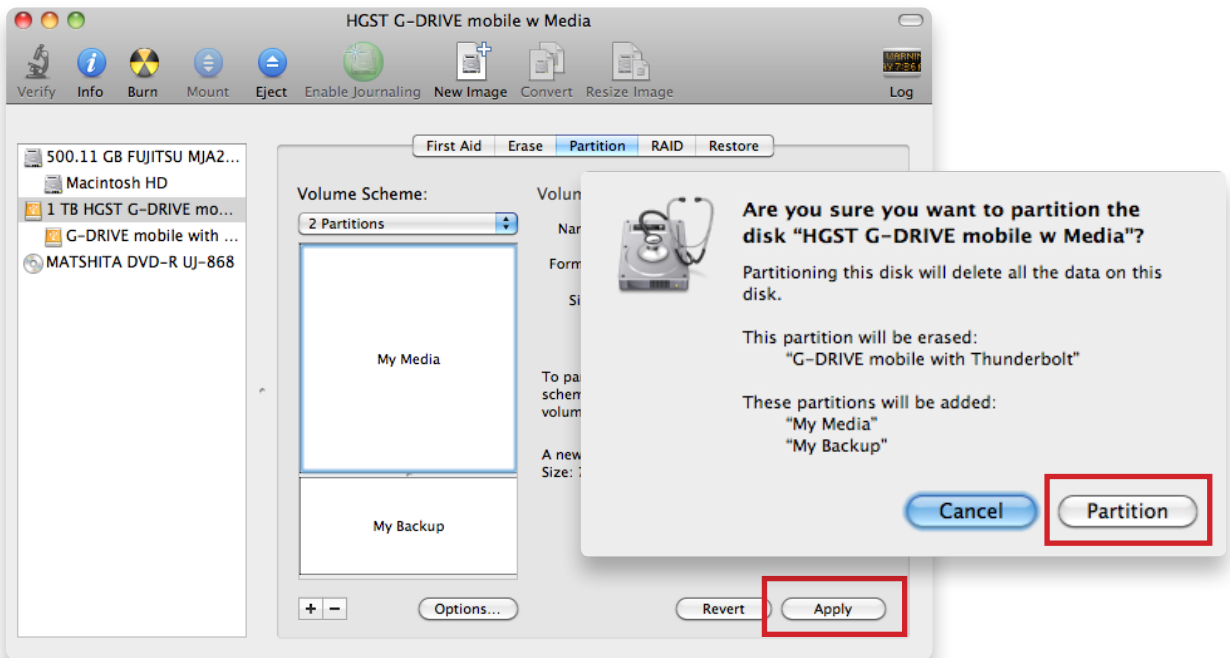 HGST G-DRIVE mobile w Media
Verify Info Burn Mount Eject Enable Journaling New Image Convert Resize Image Log
First Aid Erase Partition RAID Restore
500.11 GB FUJITSU MJA2...
Macintosh HD
1 TB HGST G-DRIVE mo...
G-DRIVE mobile with ...
MATSHITA DVD-R UJ-868
Volume Scheme:
2 Partitions
My Media
My Backup
+ −
Options...
To pa
A new
Size:
Revert
Apply
Are you sure you want to partition the
disk “HGST G-DRIVE mobile w Media”?
Partitioning this disk will delete all the data on this
disk.
This partition will be erased:
“G-DRIVE mobile with Thunderbolt”
These partitions will be added:
“My Media”
“My Backup”
Cancel
Partition